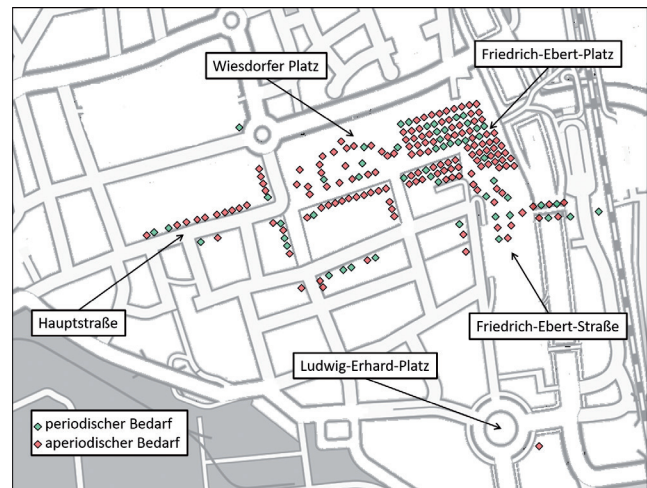 Friedrich-Ebert-Platz
Wiesdorfer Platz
Hauptstraße
Friedrich-Ebert-Straße
Ludwig-Erhard-Platz
periodischer Bedarf
aperiodischer Bedarf